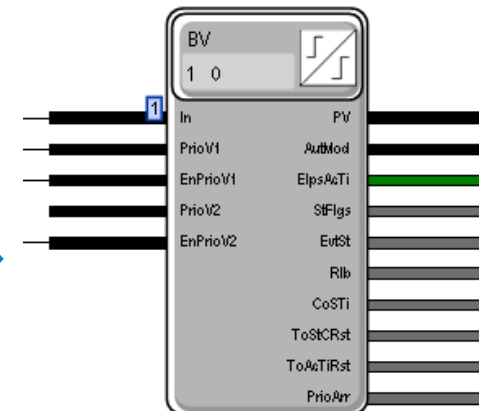 BV
1 0
1
In PV
PrioV1 AutMod
EnPrioV1 ElpsAcTi
PrioV2 StFlgs
EnPrioV2 EvtSt
Rlb
CoSTi
ToStCRst
ToAcTiRst
PrioArr